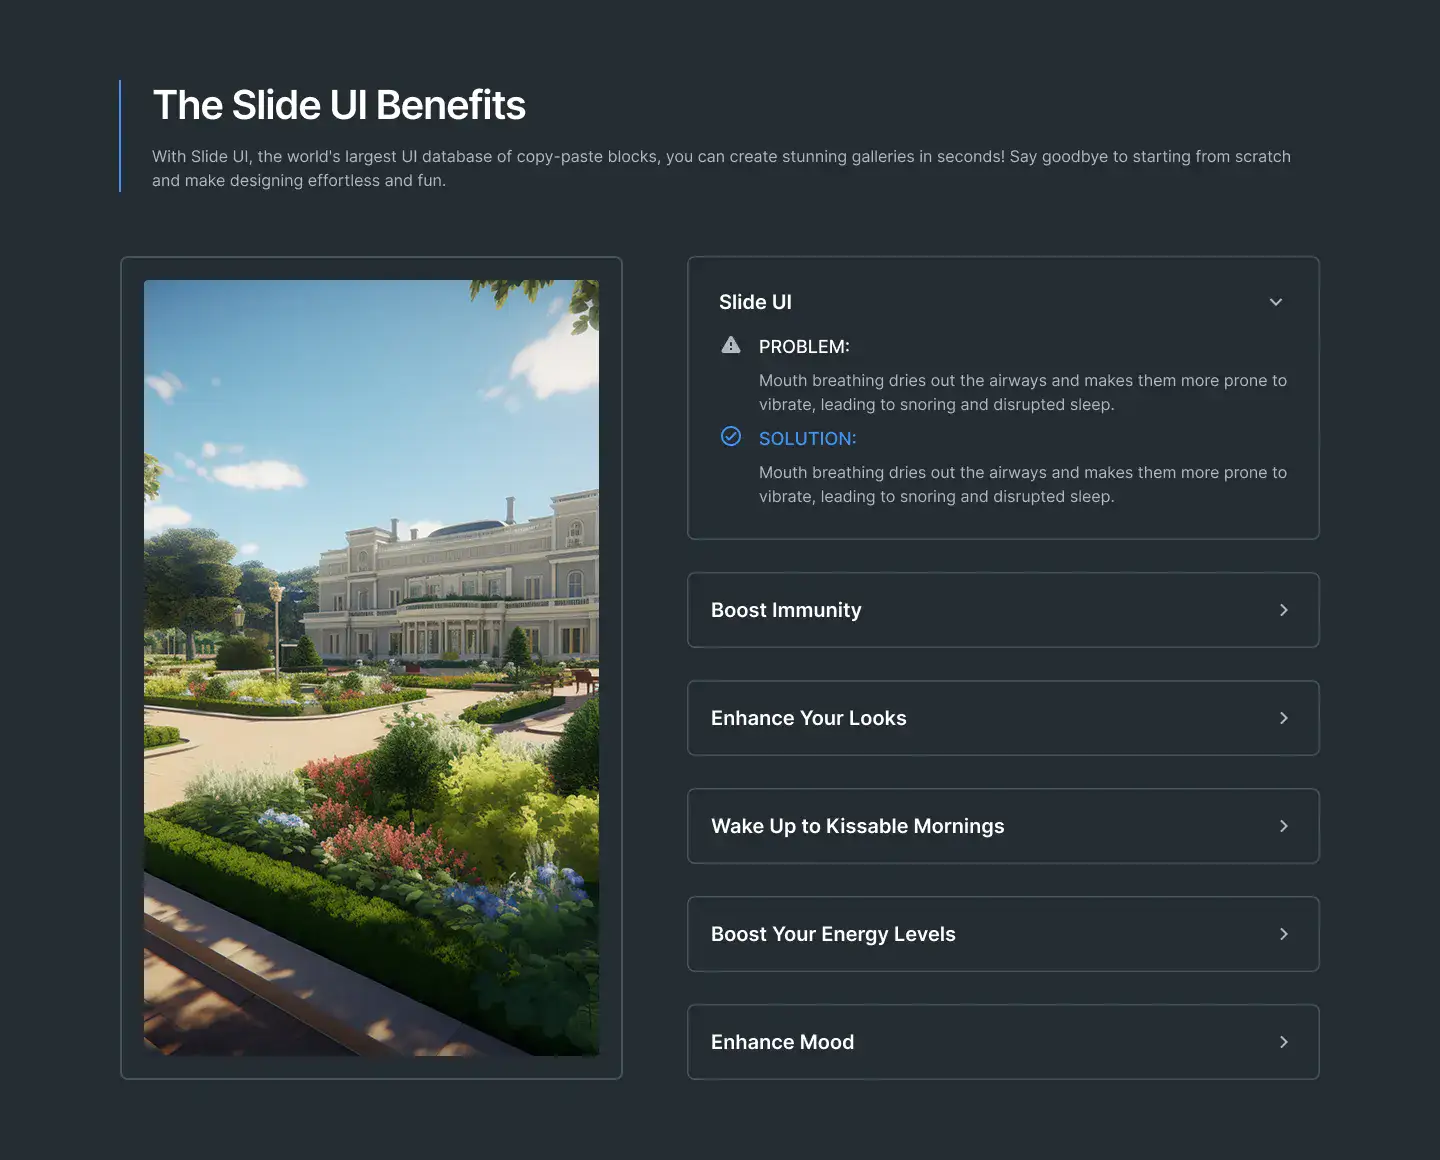 The Slide UI Benefits
With Slide UI, the world's largest UI database of copy-paste blocks, you can create stunning galleries in seconds! Say goodbye to starting from scratch
and make designing effortless and fun.
Slide UI
PROBLEM:
Mouth breathing dries out the airways and makes them more prone to
vibrate, leading to snoring and disrupted sleep.
SOLUTION:
Mouth breathing dries out the airways and makes them more prone to
vibrate, leading to snoring and disrupted sleep.
Boost Immunity
Enhance Your Looks
Wake Up to Kissable Mornings
Boost Your Energy Levels
Enhance Mood